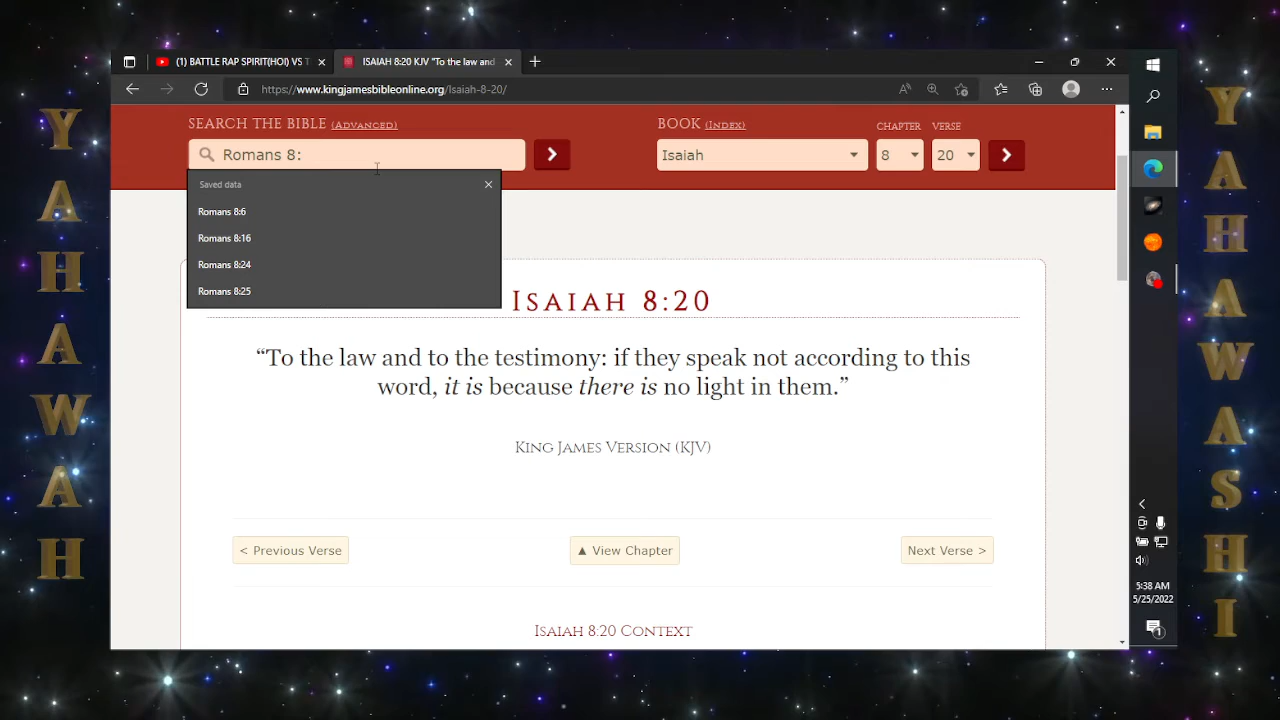 (1) BATTLE RAP SPIRIT(HOI) VS T
ISAIAH 8:20 KJV "To the law and
https://www.kingjamesbibleonline.org/Isaiah-8-20/
SEARCH THE BIBLE (ADVANCED)
BOOK (INDEX)
CHAPTER
VERSE
Romans 8:
Isaiah
8
20
Saved data
Romans 8:6
Romans 8:16
Romans 8:24
Romans 8:25
ISAIAH 8:20
“To the law and to the testimony: if they speak not according to this
word, it is because there is no light in them.”
KING JAMES VERSION (KJV)
< Previous Verse
▲ View Chapter
Next Verse >
ISAIAH 8:20 CONTEXT
5:38 AM
5/25/2022
1
YAHAWAH
YAHAWASHI